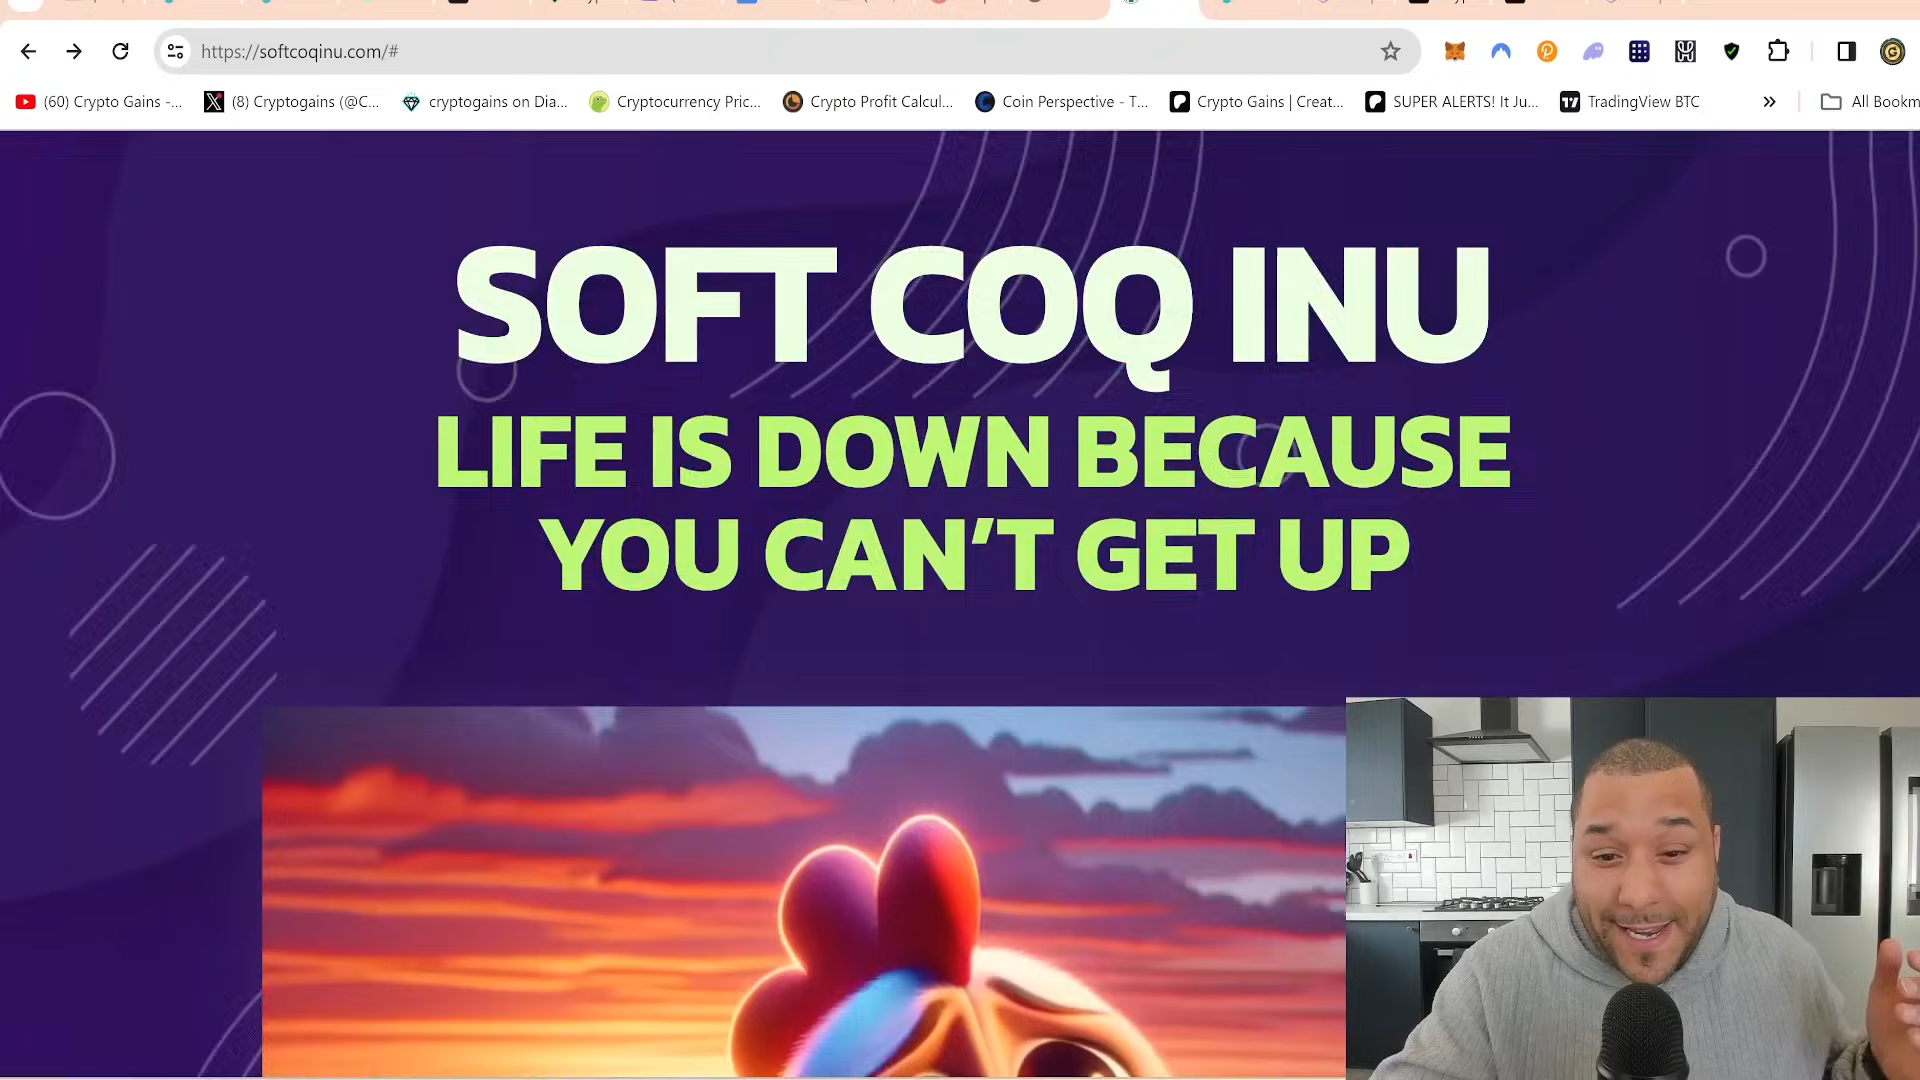 https://softcoqinu.com/#
(60) Crypto Gains -...
(8) Cryptogains (@C...
cryptogains on Dia...
Cryptocurrency Pric...
Crypto Profit Calcul...
Coin Perspective - T...
Crypto Gains | Creat...
SUPER ALERTS! It Ju...
TradingView BTC
All Bookm
SOFT COQ INU
LIFE IS DOWN BECAUSE
YOU CAN'T GET UP